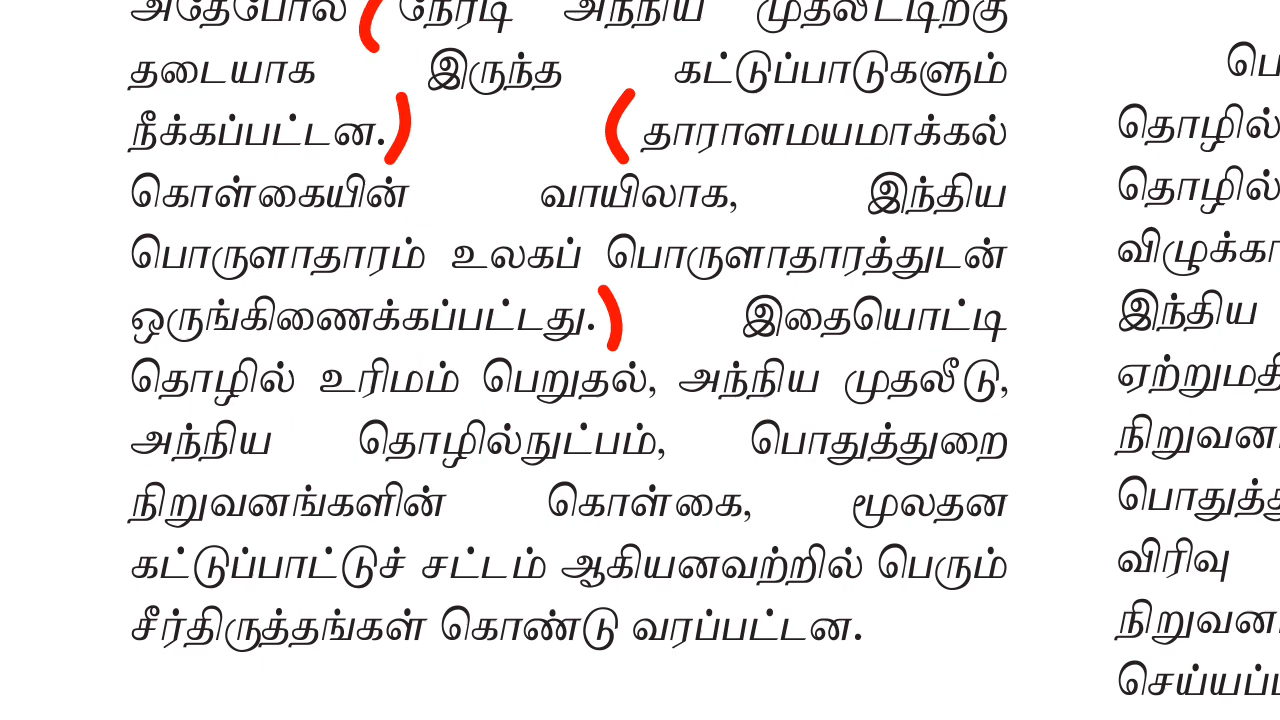 அதேபோல் நேரடி அந்நிய முதலீட்டிற்கு
தடையாக இருந்த கட்டுப்பாடுகளும்
நீக்கப்பட்டன. தாராளமயமாக்கல்
கொள்கையின் வாயிலாக, இந்திய
பொருளாதாரம் உலகப் பொருளாதாரத்துடன்
ஒருங்கிணைக்கப்பட்டது. இதையொட்டி
தொழில் உரிமம் பெறுதல், அந்நிய முதலீடு,
அந்நிய தொழில்நுட்பம், பொதுத்துறை
நிறுவனங்களின் கொள்கை, மூலதன
கட்டுப்பாட்டுச் சட்டம் ஆகியனவற்றில் பெரும்
சீர்திருத்தங்கள் கொண்டு வரப்பட்டன.
தொழில்
தொழில்
இந்திய
விரிவு